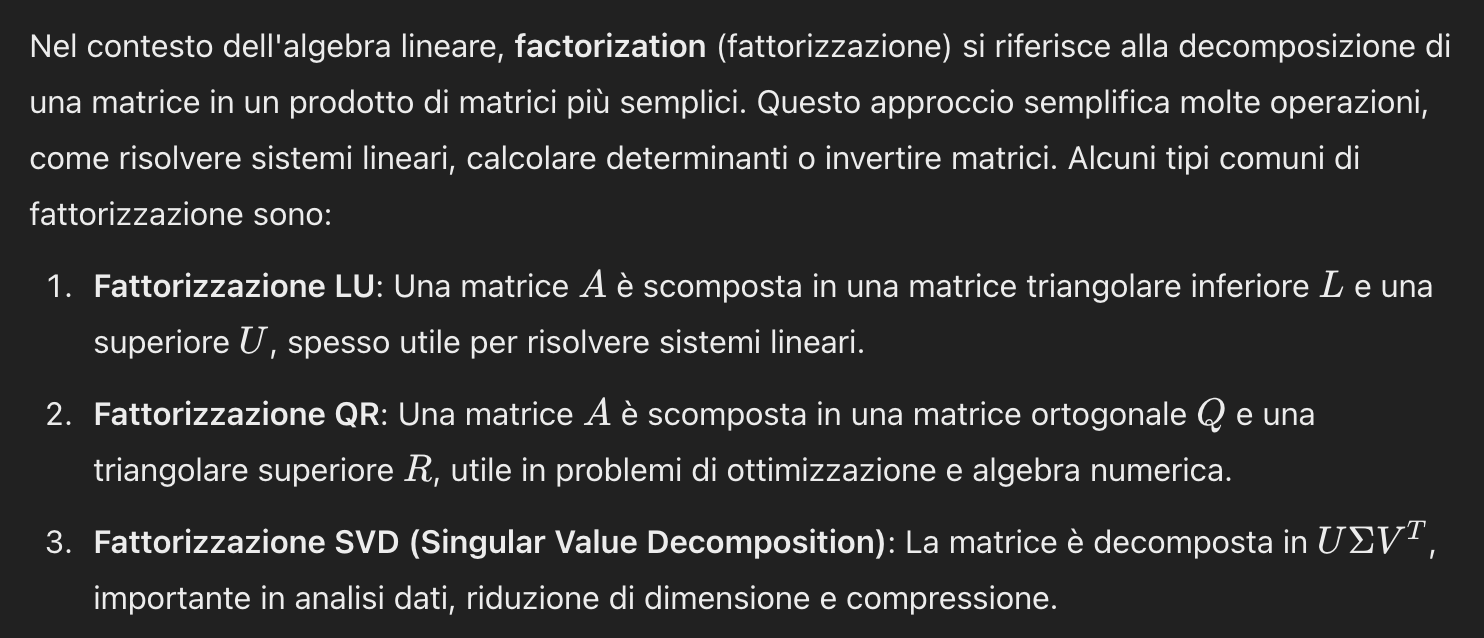 Nel contesto dell'algebra lineare, factorization (fattorizzazione) si riferisce alla decomposizione di
una matrice in un prodotto di matrici più semplici. Questo approccio semplifica molte operazioni,
come risolvere sistemi lineari, calcolare determinanti o invertire matrici. Alcuni tipi comuni di
fattorizzazione sono:
1. Fattorizzazione LU: Una matrice A è scomposta in una matrice triangolare inferiore L e una
superiore U, spesso utile per risolvere sistemi lineari.
2. Fattorizzazione QR: Una matrice A è scomposta in una matrice ortogonale Q e una
triangolare superiore R, utile in problemi di ottimizzazione e algebra numerica.
3. Fattorizzazione SVD (Singular Value Decomposition): La matrice è decomposta in UΣV^T,
importante in analisi dati, riduzione di dimensione e compressione.